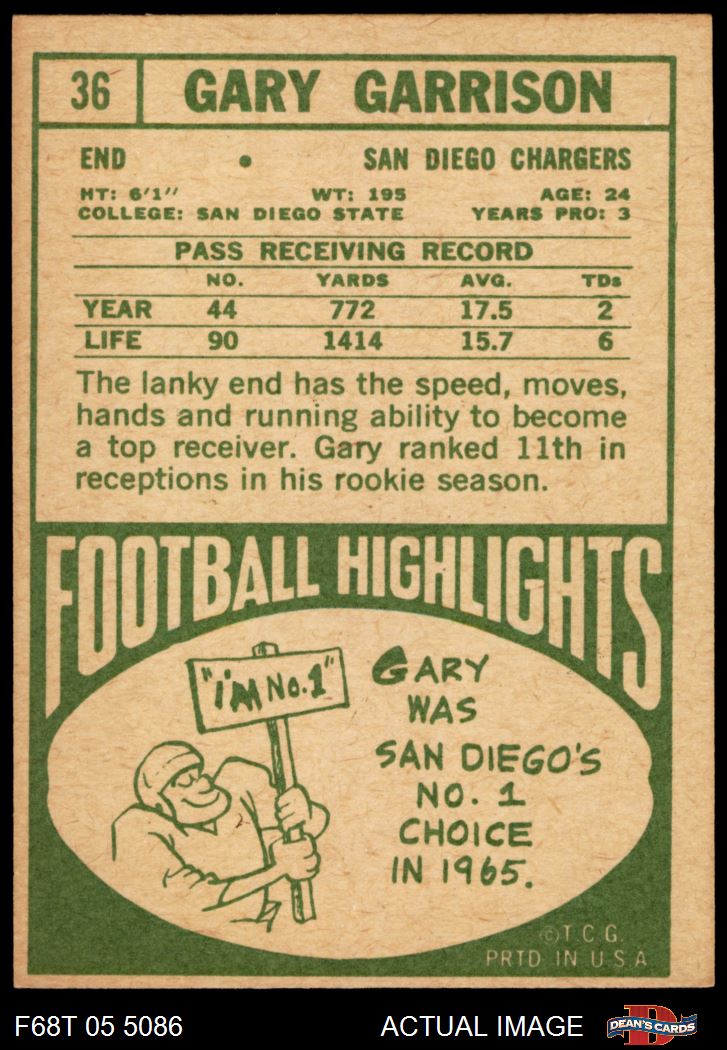 36 GARY GARRISON
END • SAN DIEGO CHARGERS
HT: 6'1" WT: 195 AGE: 24
COLLEGE: SAN DIEGO STATE YEARS PRO: 3
PASS RECEIVING RECORD
NO. YARDS AVG. TDs
YEAR 44 772 17.5 2
LIFE 90 1414 15.7 6
The lanky end has the speed, moves,
hands and running ability to become
a top receiver. Gary ranked 11th in
receptions in his rookie season.
FOOTBALL HIGHLIGHTS
"I'M No.1"
GARY
WAS
SAN DIEGO'S
NO. 1
CHOICE
IN 1965.
© T.C.G.
PRTD IN U.S.A
F68T 05 5086 ACTUAL IMAGE D DEAN'S CARDS